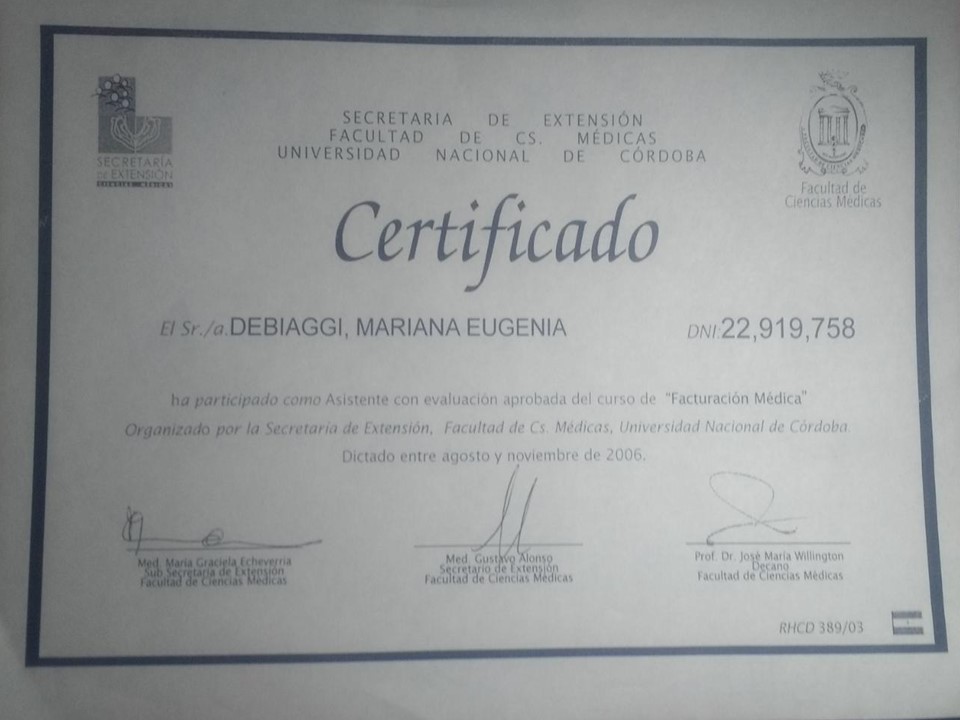 SECRETARÍA
DE EXTENSIÓN
CIENCIAS MÉDICAS
SECRETARIA DE EXTENSIÓN
FACULTAD DE CS. MÉDICAS
UNIVERSIDAD NACIONAL DE CÓRDOBA
Facultad de
Ciencias Médicas
Certificado
El Sr./a. DEBIAGGI, MARIANA EUGENIA DNI: 22,919,758
ha participado como Asistente con evaluación aprobada del curso de "Facturación Médica"
Organizado por la Secretaría de Extensión, Facultad de Cs. Médicas, Universidad Nacional de Córdoba.
Dictado entre agosto y noviembre de 2006.
Med. María Graciela Echeverria
Sub Secretaria de Extensión
Facultad de Ciencias Médicas
Med. Gustavo Alonso
Secretario de Extensión
Facultad de Ciencias Médicas
Prof. Dr. José María Willington
Decano
Facultad de Ciencias Médicas
RHCD 389/03